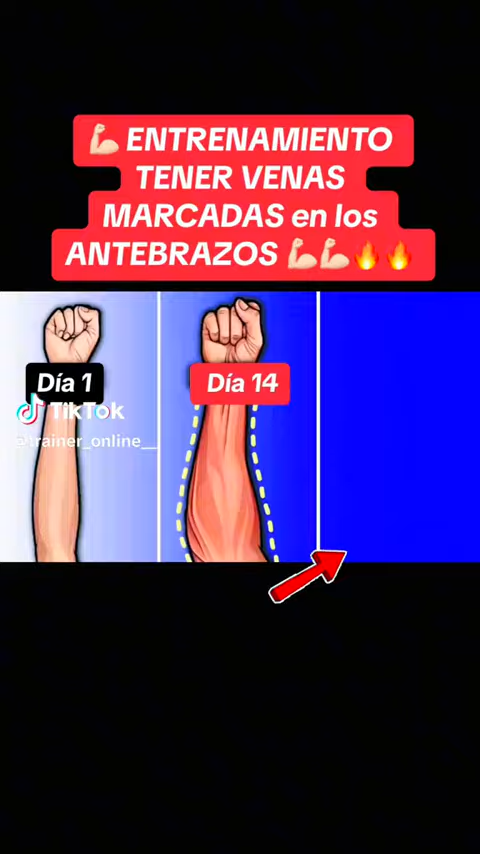 💪🏻ENTRENAMIENTO
TENER VENAS
MARCADAS en los
ANTEBRAZOS 💪🏻💪🏻🔥🔥
Día 1
Día 14
TikTok
@trainer_online__